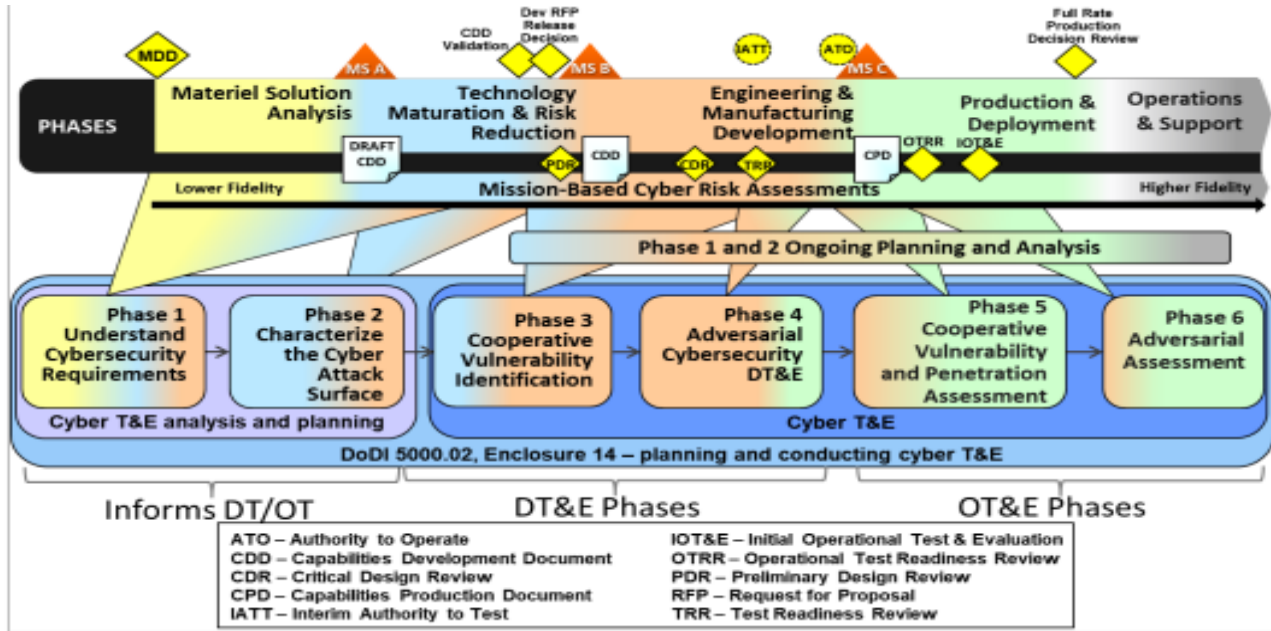 MDD
CDD
Validation
Dev RFP
Release
Decision
MS A
MS B
IATT
ATO
MS C
Full Rate
Production
Decision Review
PHASES
Materiel Solution
Analysis
Technology
Maturation & Risk
Reduction
Engineering &
Manufacturing
Development
Production &
Deployment
Operations
& Support
DRAFT
CDD
PDR
CDD
CDR
TRR
CPD
OTRR
IOT&E
Lower Fidelity
Mission-Based Cyber Risk Assessments
Higher Fidelity
Phase 1 and 2 Ongoing Planning and Analysis
Phase 1
Understand
Cybersecurity
Requirements
Phase 2
Characterize
the Cyber
Attack
Surface
Phase 3
Cooperative
Vulnerability
Identification
Phase 4
Adversarial
Cybersecurity
DT&E
Phase 5
Cooperative
Vulnerability
and Penetration
Assessment
Phase 6
Adversarial
Assessment
Cyber T&E analysis and planning
Cyber T&E
DoDI 5000.02, Enclosure 14 – planning and conducting cyber T&E
Informs DT/OT
DT&E Phases
OT&E Phases
ATO – Authority to Operate
CDD – Capabilities Development Document
CDR – Critical Design Review
CPD – Capabilities Production Document
IATT – Interim Authority to Test
IOT&E – Initial Operational Test & Evaluation
OTRR – Operational Test Readiness Review
PDR – Preliminary Design Review
RFP – Request for Proposal
TRR – Test Readiness Review